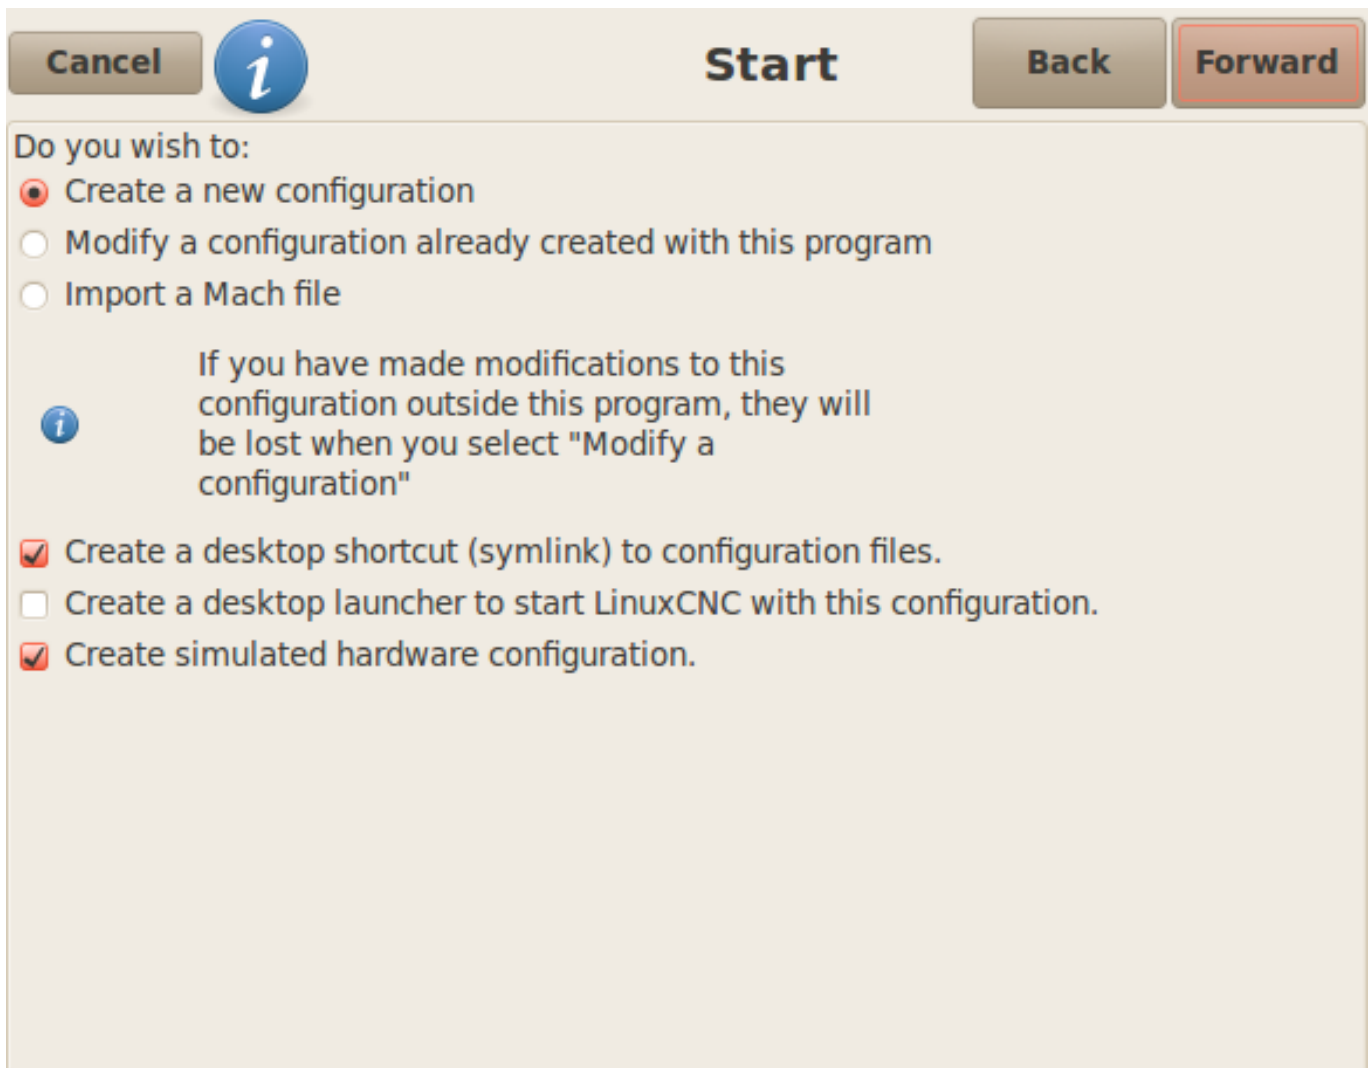 Cancel
i
Start
Back
Forward
Do you wish to:
Create a new configuration
Modify a configuration already created with this program
Import a Mach file
i
If you have made modifications to this
configuration outside this program, they will
be lost when you select "Modify a
configuration"
Create a desktop shortcut (symlink) to configuration files.
Create a desktop launcher to start LinuxCNC with this configuration.
Create simulated hardware configuration.